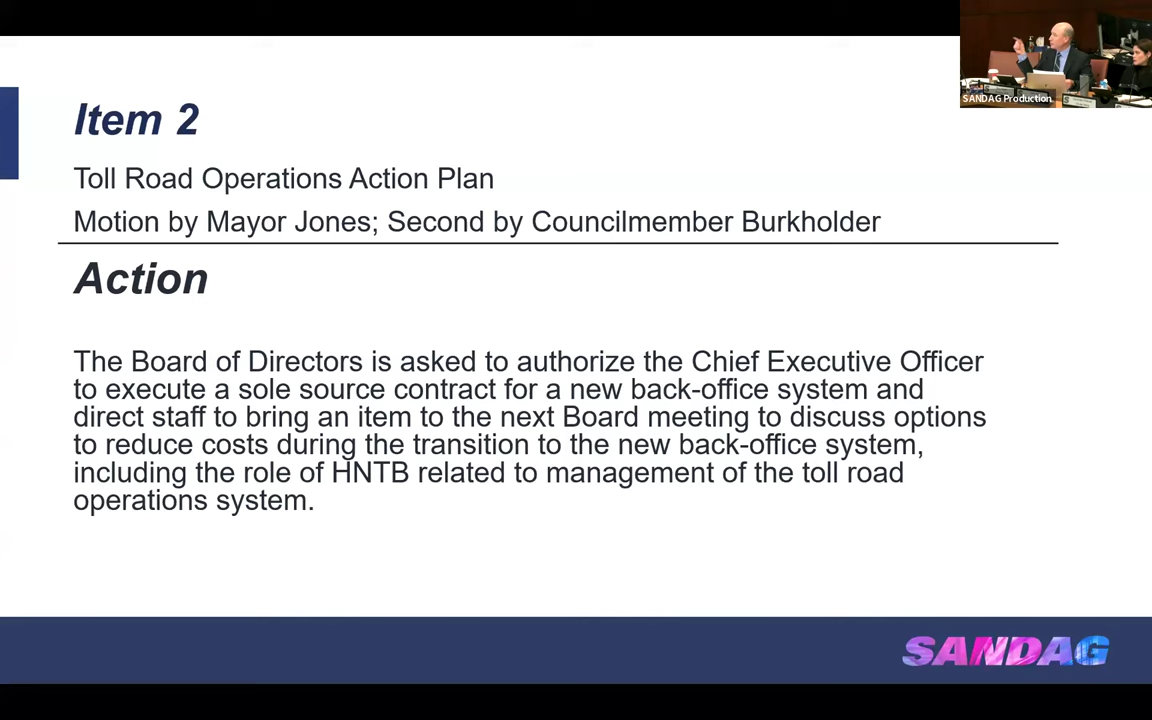 SANDAG Production
Item 2
Toll Road Operations Action Plan
Motion by Mayor Jones; Second by Councilmember Burkholder
Action
The Board of Directors is asked to authorize the Chief Executive Officer
to execute a sole source contract for a new back-office system and
direct staff to bring an item to the next Board meeting to discuss options
to reduce costs during the transition to the new back-office system,
including the role of HNTB related to management of the toll road
operations system.
SANDAG